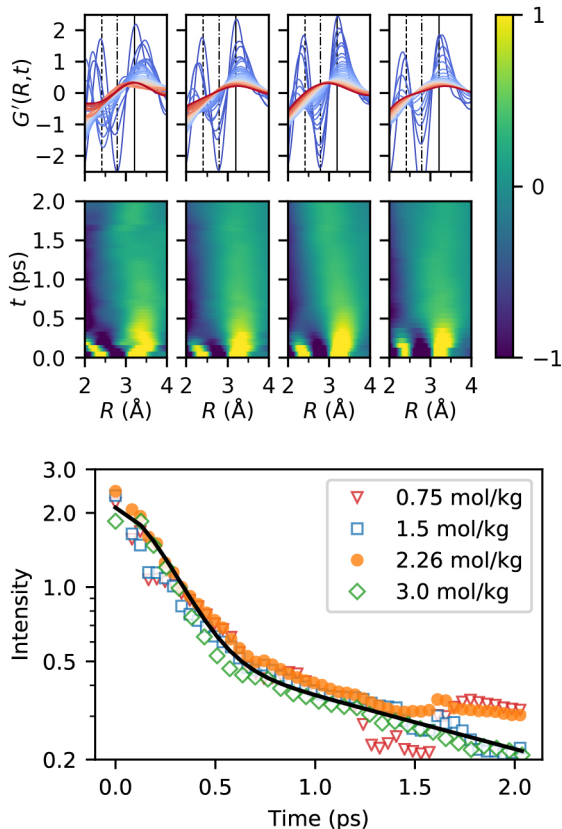 G′(R,t)
2
1
0
−1
−2
1
0
−1
t (ps)
2.0
1.5
1.0
0.5
0.0
2 3 4 2 3 4 2 3 4 2 3 4
R (Å) R (Å) R (Å) R (Å)
Intensity
3.0
2.0
1.0
0.5
0.2
0.75 mol/kg
1.5 mol/kg
2.26 mol/kg
3.0 mol/kg
0.0 0.5 1.0 1.5 2.0
Time (ps)